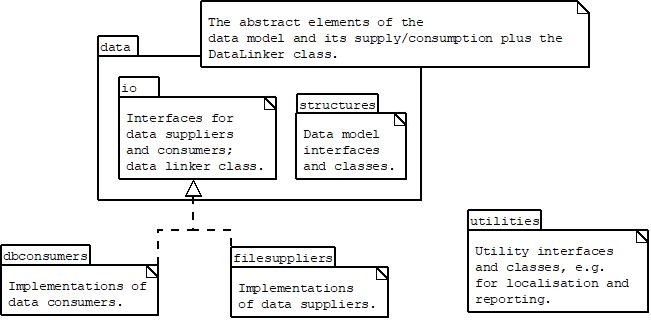 The abstract elements of the
data model and its supply/consumption plus the
DataLinker class.
data
io
Interfaces for
data suppliers
and consumers;
data linker class.
structures
Data model
interfaces
and classes.
dbconsumers
Implementations of
data consumers.
filesuppliers
Implementations
of data suppliers.
utilities
Utility interfaces
and classes, e.g.
for localisation and
reporting.